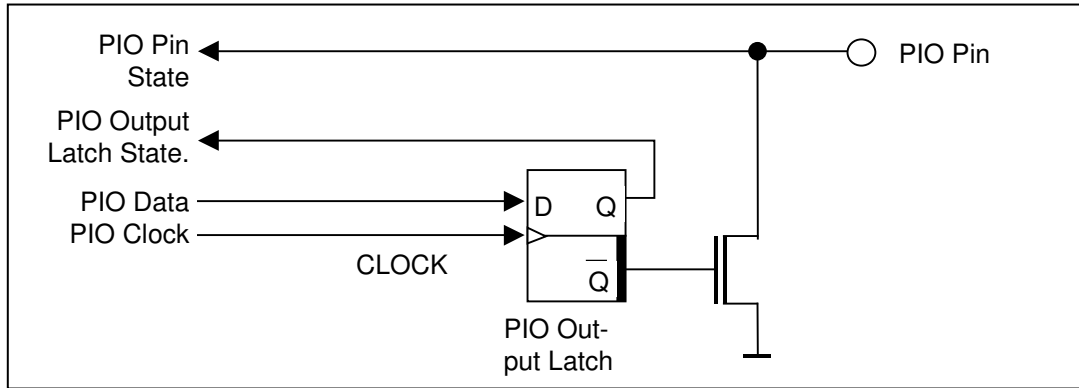 PIO Pin
State
PIO Pin
PIO Output
Latch State.
PIO Data
PIO Clock
CLOCK
D
Q
Q̅
PIO Out-
put Latch